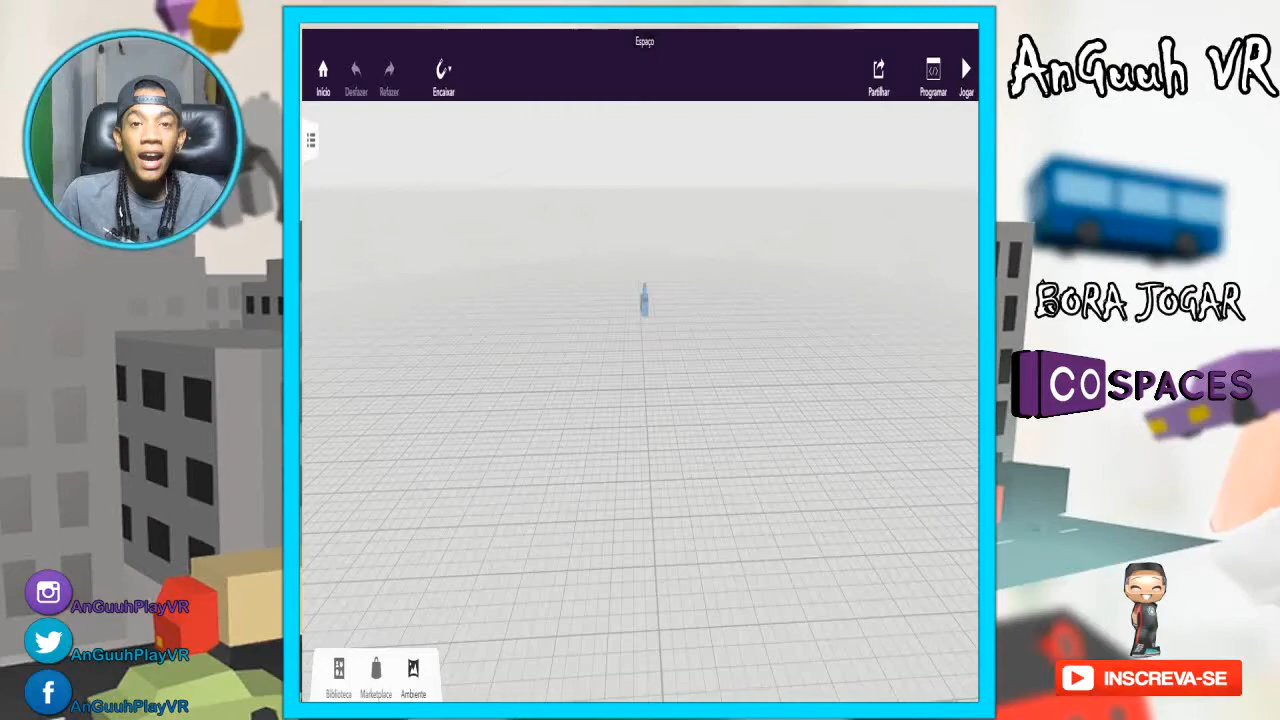 Espaço
Início
Desfazer
Refazer
Encaixar
Partilhar
Programar
Jogar
AnGuuh VR
BORA JOGAR
COSPACES
AnGuuhPlayVR
AnGuuhPlayVR
AnGuuhPlayVR
Biblioteca
Marketplace
Ambiente
INSCREVA-SE